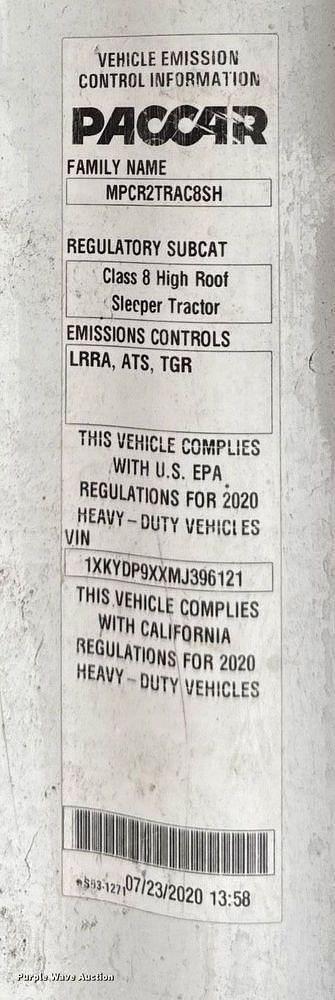 VEHICLE EMISSION
CONTROL INFORMATION
PACCAR
FAMILY NAME
MPCR2TRAC8SH
REGULATORY SUBCAT
Class 8 High Roof
Sleeper Tractor
EMISSIONS CONTROLS
LRRA, ATS, TGR
THIS VEHICLE COMPLIES
WITH U.S. EPA
REGULATIONS FOR 2020
HEAVY-DUTY VEHICLES
VIN
1XKYDP9XXMJ396121
THIS VEHICLE COMPLIES
WITH CALIFORNIA
REGULATIONS FOR 2020
HEAVY-DUTY VEHICLES
07/23/2020 13:58
Purple Wave Auction